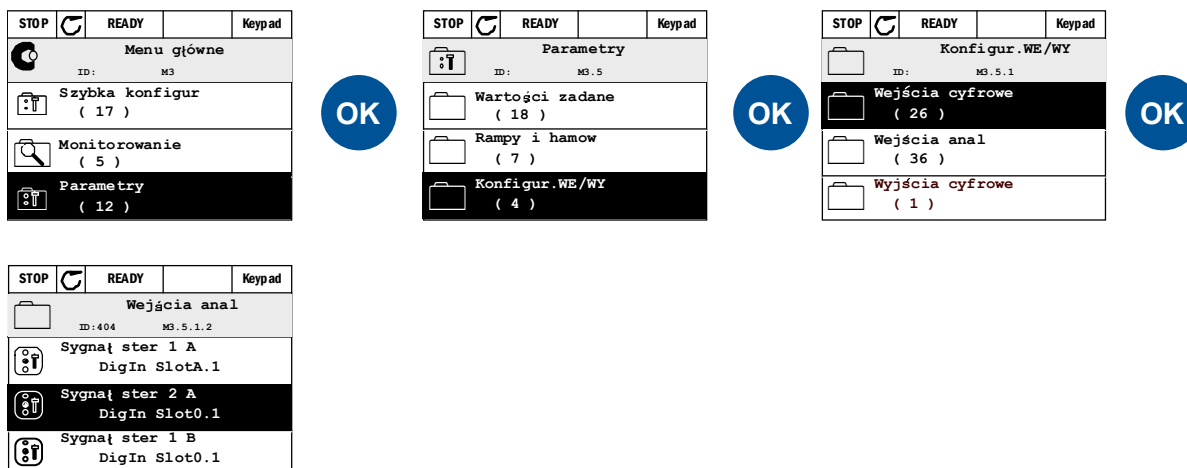 STOP READY Keypad
Menu główne
ID: M3
Szybka konfigur
( 17 )
Monitorowanie
( 5 )
Parametry
( 12 )
OK
STOP READY Keypad
Parametry
ID: M3.5
Wartości zadane
( 18 )
Rampy i hamow
( 7 )
Konfigur.WE/WY
( 4 )
OK
STOP READY Keypad
Konfigur.WE/WY
ID: M3.5.1
Wejścia cyfrowe
( 26 )
Wejścia anal
( 36 )
Wyjścia cyfrowe
( 1 )
OK
STOP READY Keypad
Wejścia anal
ID:404 M3.5.1.2
Sygnał ster 1 A
DigIn SlotA.1
Sygnał ster 2 A
DigIn Slot0.1
Sygnał ster 1 B
DigIn Slot0.1